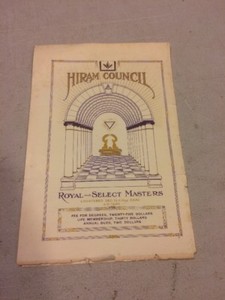 HIRAM COUNCIL
ROYAL AND SELECT MASTERS
FEE FOR DEGREES, TWENTY-FIVE DOLLARS
LIFE MEMBERSHIP, THIRTY DOLLARS
ANNUAL DUES, TWO DOLLARS